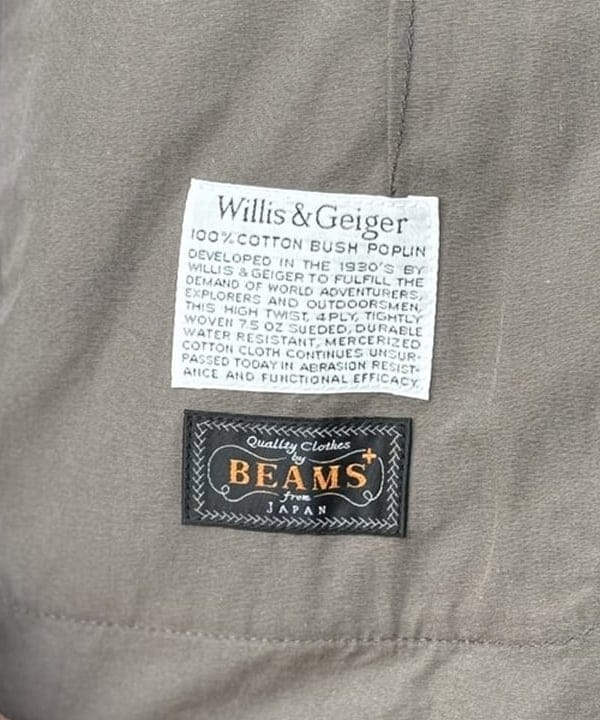 Willis & Geiger
100% COTTON BUSH POPLIN
DEVELOPED IN THE 1930'S BY
WILLIS & GEIGER TO FULFILL THE
DEMAND OF WORLD ADVENTURERS,
EXPLORERS AND OUTDOORSMEN,
THIS HIGH TWIST, 4PLY, TIGHTLY
WOVEN 7.5 OZ SUEDED, DURABLE
WATER RESISTANT, MERCERIZED
COTTON CLOTH CONTINUES UNSUR-
PASSED TODAY IN ABRASION RESIST-
ANCE AND FUNCTIONAL EFFICACY.
Quality Clothes
by
BEAMS+
from
JAPAN